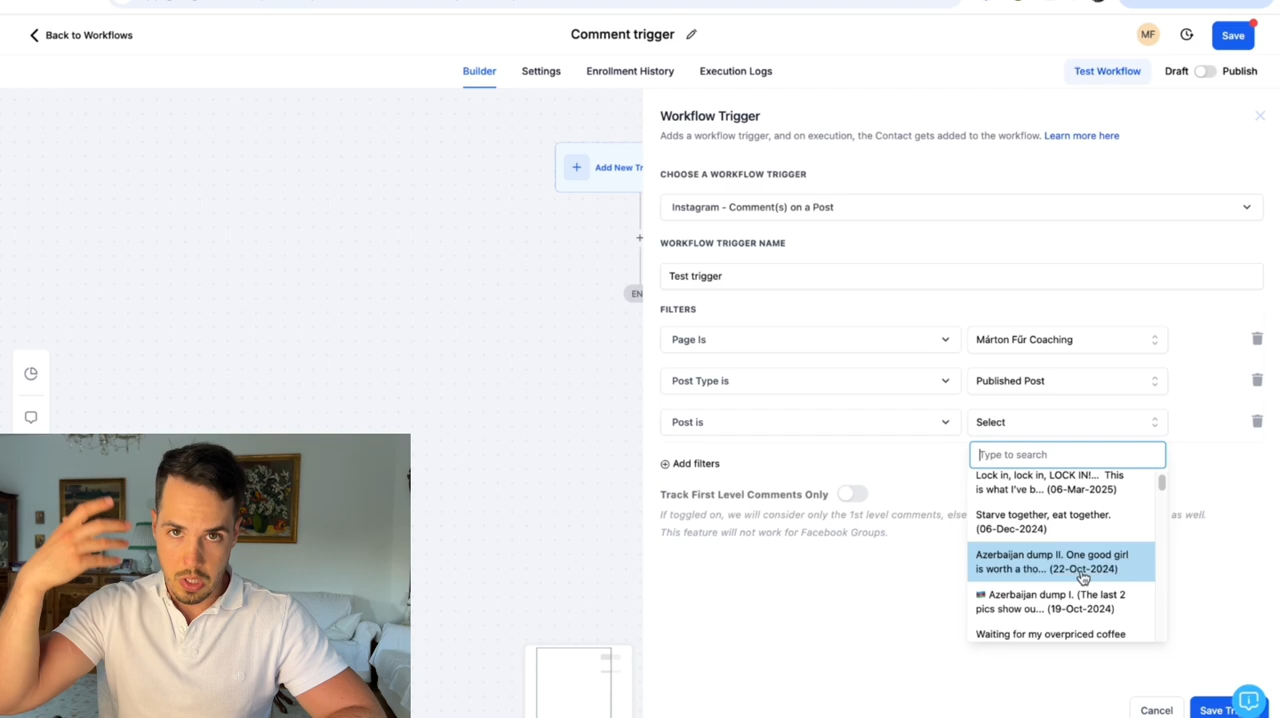 Back to Workflows
Comment trigger
MF
Save
Builder
Settings
Enrollment History
Execution Logs
Test Workflow
Draft
Publish
Add New Tr
EN
Workflow Trigger
Adds a workflow trigger, and on execution, the Contact gets added to the workflow. Learn more here
CHOOSE A WORKFLOW TRIGGER
Instagram - Comment(s) on a Post
WORKFLOW TRIGGER NAME
Test trigger
FILTERS
Page Is
Márton Fűr Coaching
Post Type is
Published Post
Post is
Select
Type to search
Lock in, lock in, LOCK IN!... This
is what I've b... (06-Mar-2025)
Starve together, eat together.
(06-Dec-2024)
Azerbaijan dump II. One good girl
is worth a tho... (22-Oct-2024)
Azerbaijan dump I. (The last 2
pics show ou... (19-Oct-2024)
Waiting for my overpriced coffee
Add filters
Track First Level Comments Only
If toggled on, we will consider only the 1st level comments, else as well.
This feature will not work for Facebook Groups.
Cancel
Save Tr